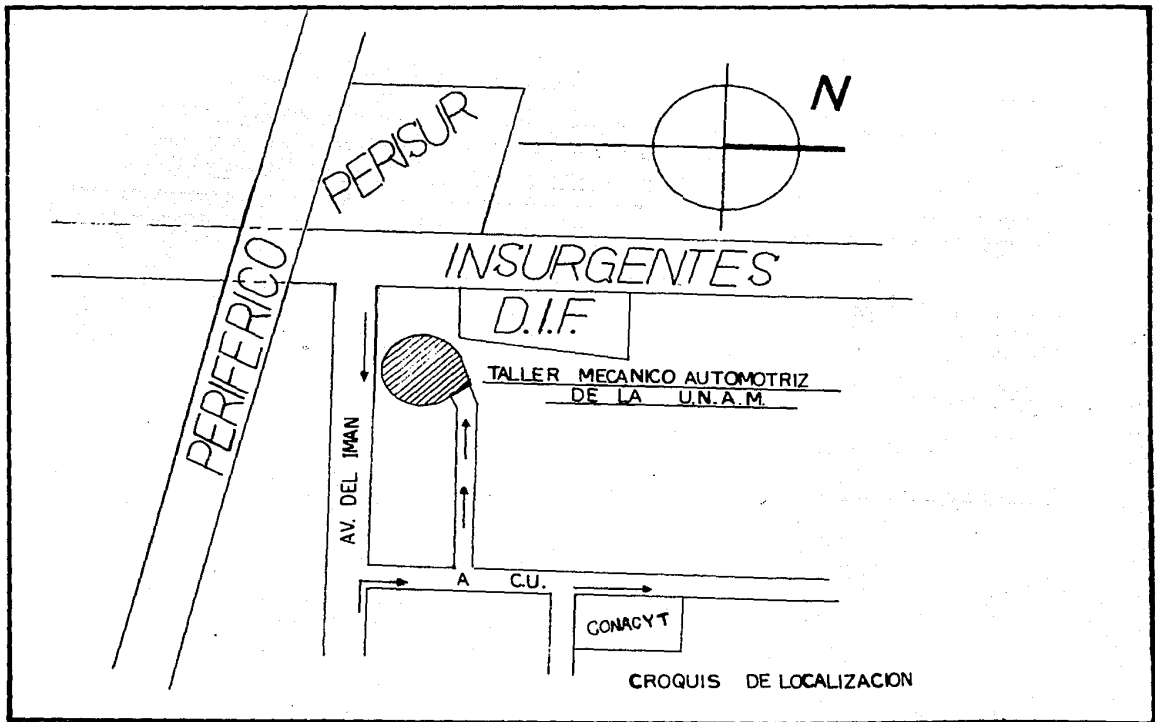 N
PERISUR
PERIFERICO
INSURGENTES
D.I.F.
TALLER MECANICO AUTOMOTRIZ
DE LA U.N.A.M.
AV. DEL IMAN
A C.U.
CONACYT
CROQUIS DE LOCALIZACION